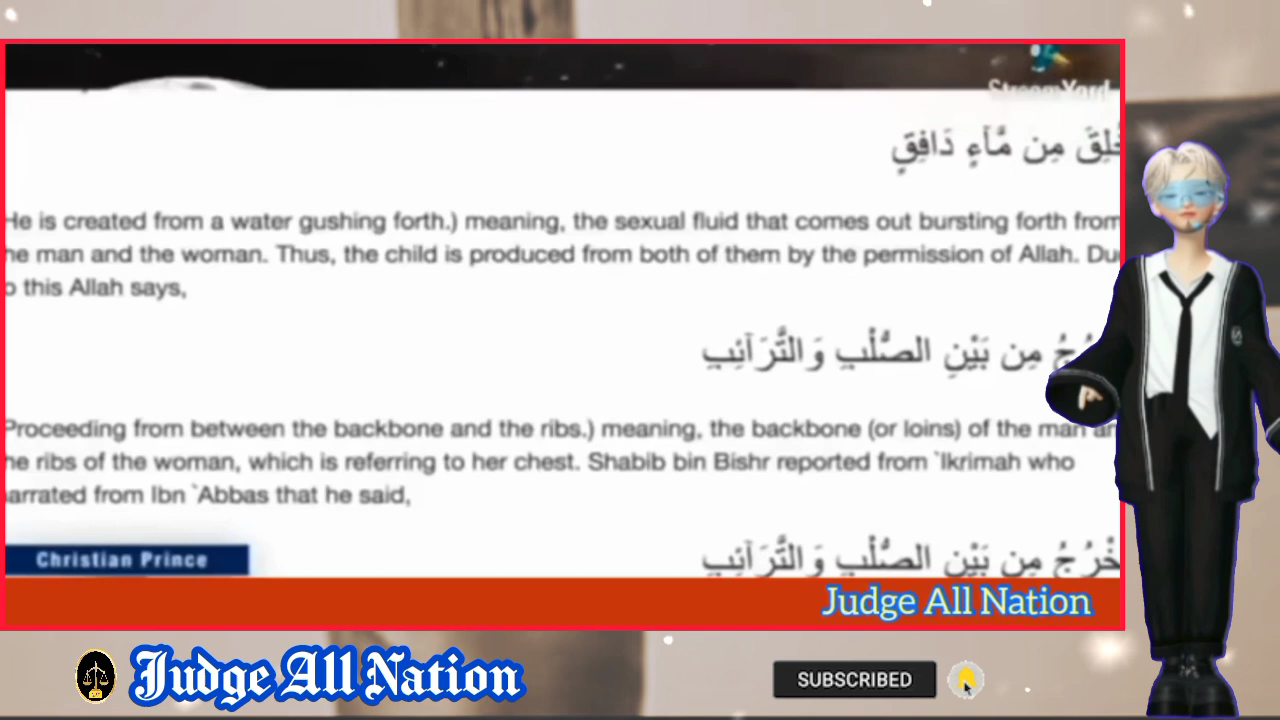 StreamYard
خُلِقَ مِن مَّآءٍ دَافِقٍ
He is created from a water gushing forth.) meaning, the sexual fluid that comes out bursting forth from
he man and the woman. Thus, the child is produced from both of them by the permission of Allah. Du
o this Allah says,
مِن بَيْنِ الصُّلْبِ وَالتَّرَآئِبِ
Proceeding from between the backbone and the ribs.) meaning, the backbone (or loins) of the man an
he ribs of the woman, which is referring to her chest. Shabib bin Bishr reported from `Ikrimah who
arrated from Ibn `Abbas that he said,
خْرُجُ مِن بَيْنِ الصُّلْبِ وَالتَّرَآئِبِ
Christian Prince
Judge All Nation
Judge All Nation
SUBSCRIBED